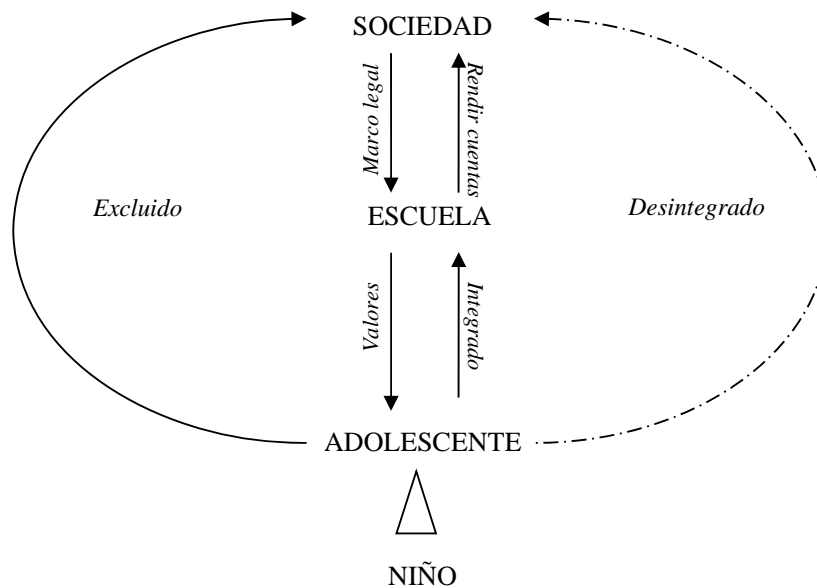 SOCIEDAD
Marco legal
Rendir cuentas
Excluido
ESCUELA
Desintegrado
Valores
Integrado
ADOLESCENTE
NIÑO